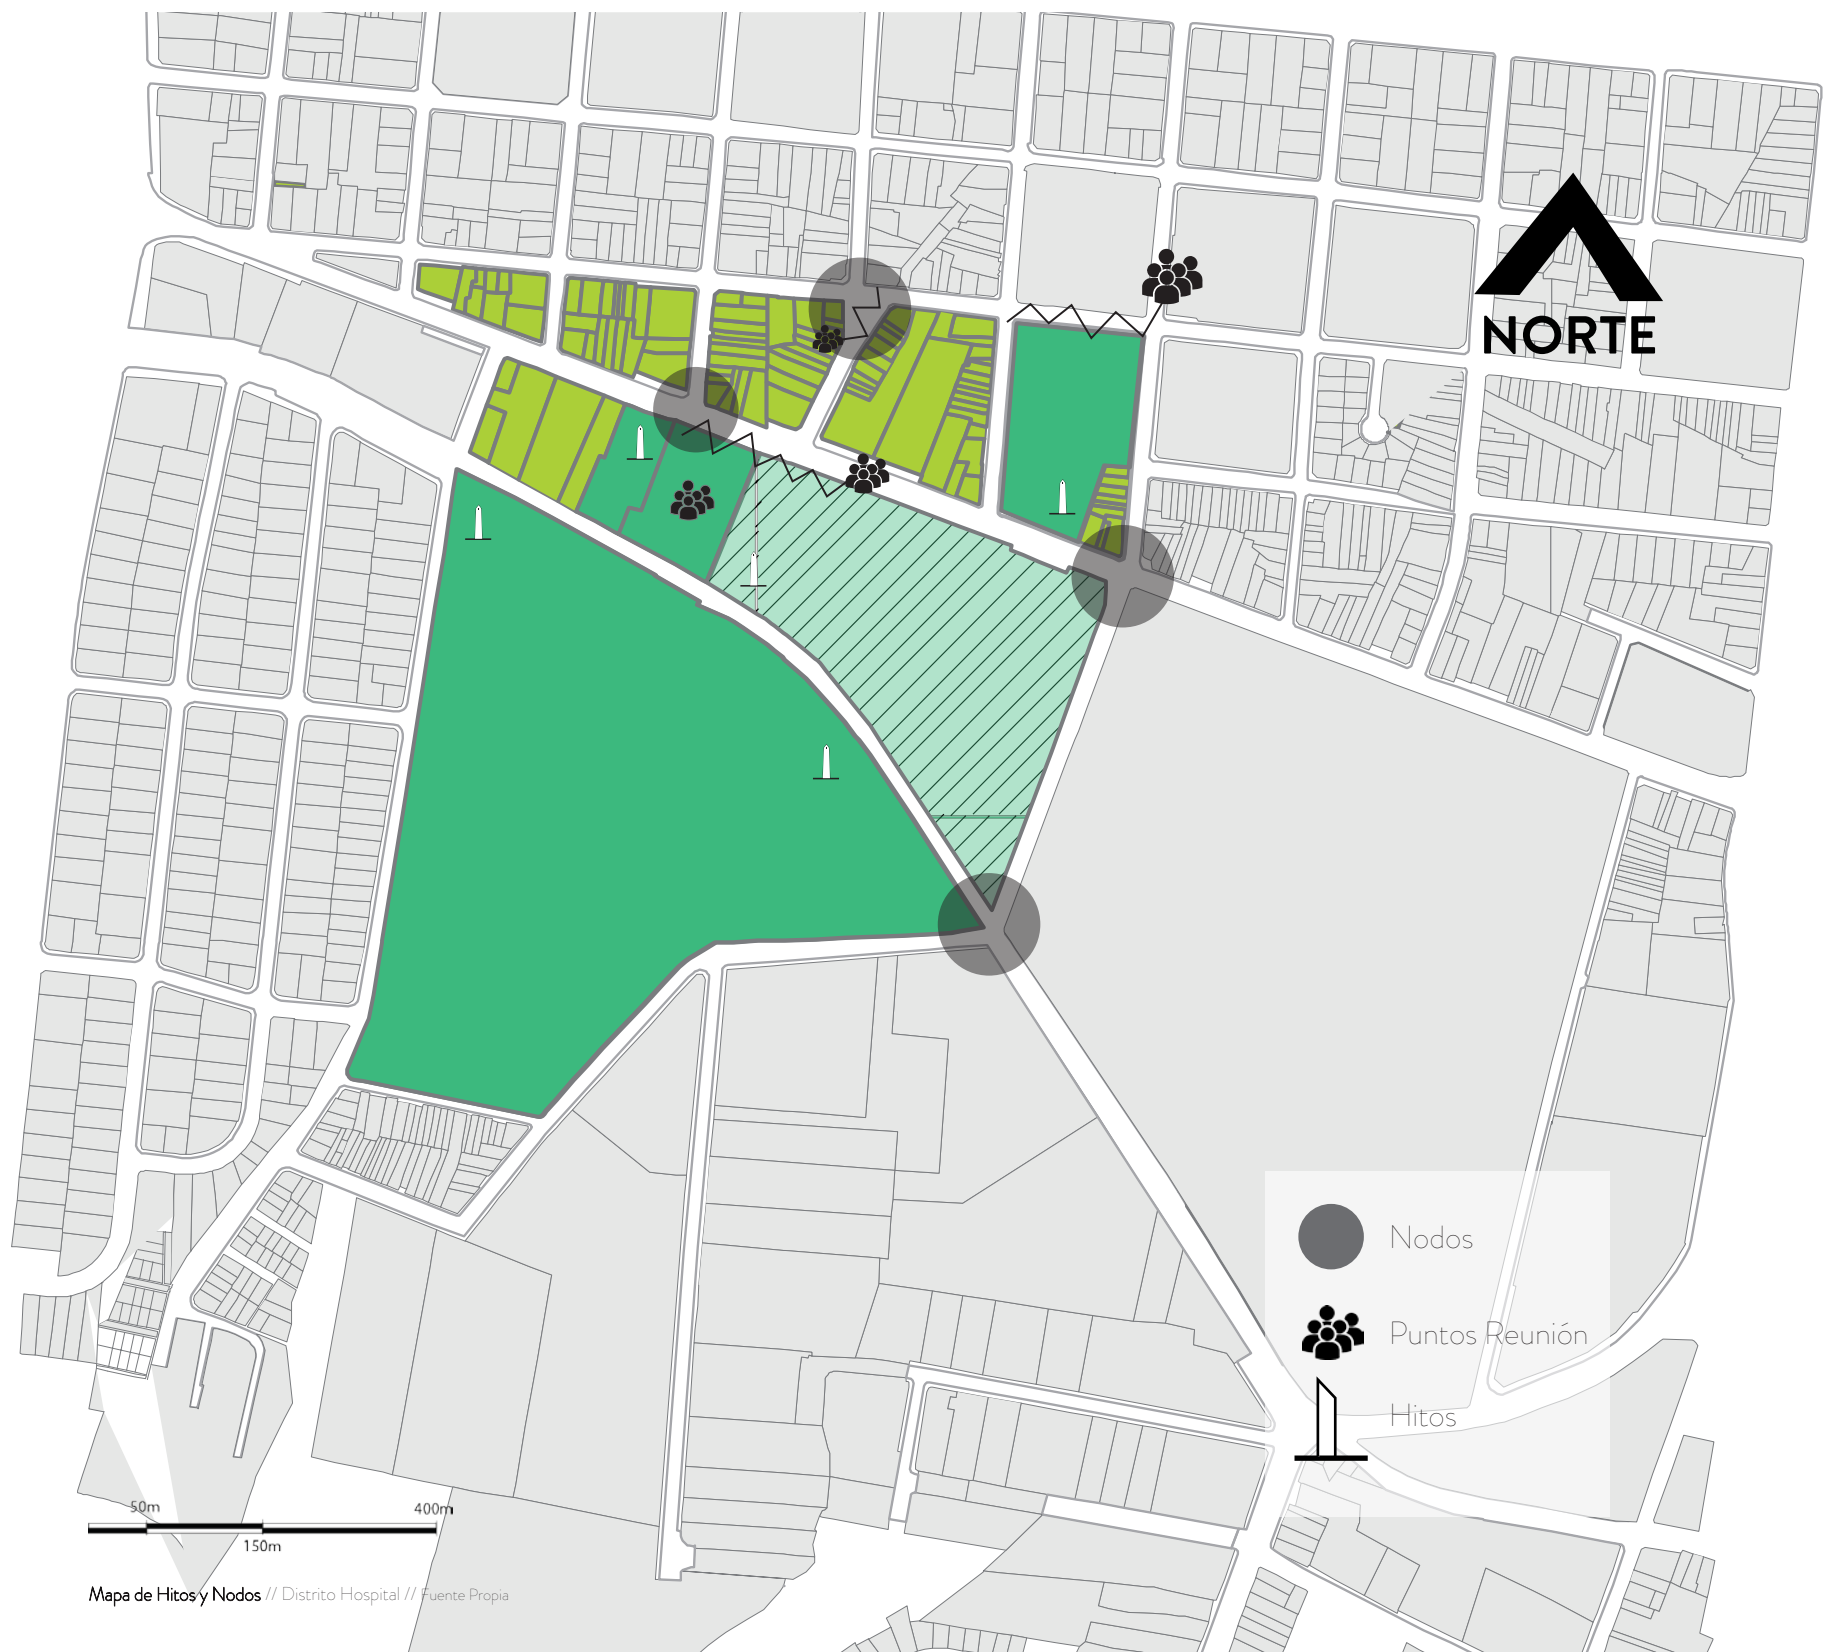 NORTE
Nodos
Puntos Reunión
Hitos
50m
400m
150m
Mapa de Hitos y Nodos // Distrito Hospital // Fuente Propia